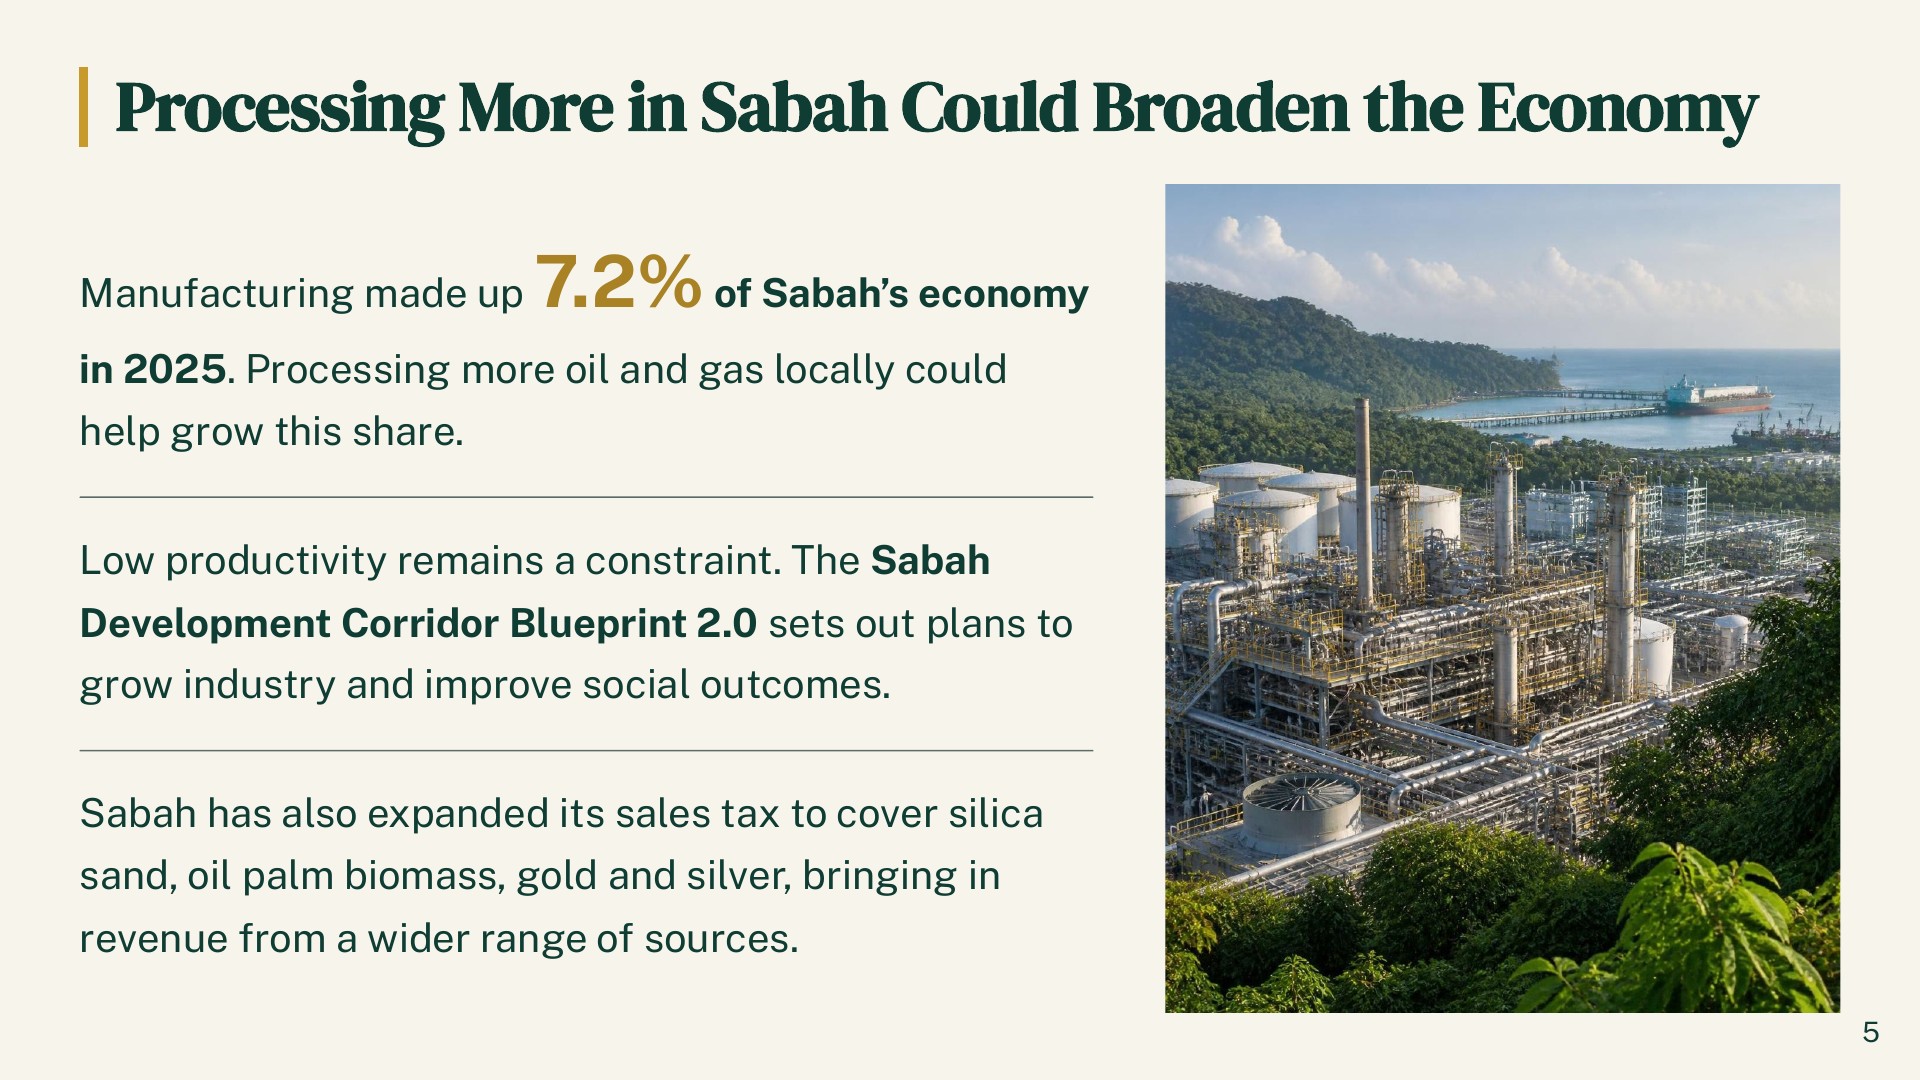 Processing More in Sabah Could Broaden the Economy
Manufacturing made up 7.2% of Sabah’s economy
in 2025. Processing more oil and gas locally could
help grow this share.
Low productivity remains a constraint. The Sabah
Development Corridor Blueprint 2.0 sets out plans to
grow industry and improve social outcomes.
Sabah has also expanded its sales tax to cover silica
sand, oil palm biomass, gold and silver, bringing in
revenue from a wider range of sources.
5